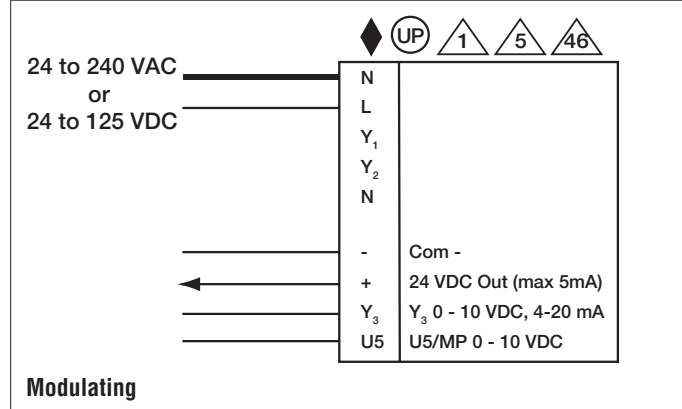 UP 1 5 46
24 to 240 VAC
or
24 to 125 VDC
N
L
Y₁
Y₂
N
- Com -
+ 24 VDC Out (max 5mA)
Y₃ Y₃ 0 - 10 VDC, 4-20 mA
U5 U5/MP 0 - 10 VDC
Modulating